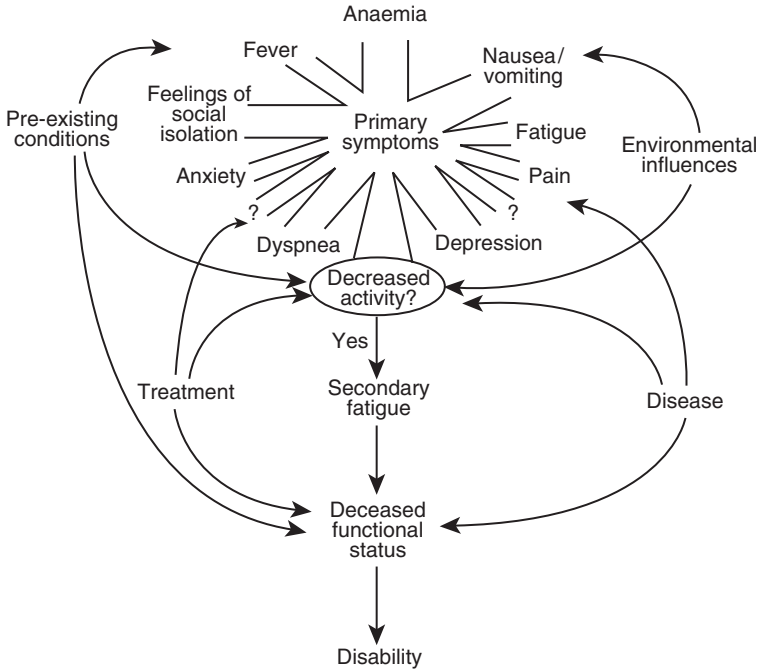 Anaemia
Fever
Nausea/
vomiting
Feelings of
social
isolation
Pre-existing
conditions
Primary
symptoms
Fatigue
Environmental
influences
Anxiety
Pain
?
?
Dyspnea
Depression
Decreased
activity?
Yes
Treatment
Secondary
fatigue
Disease
Deceased
functional
status
Disability